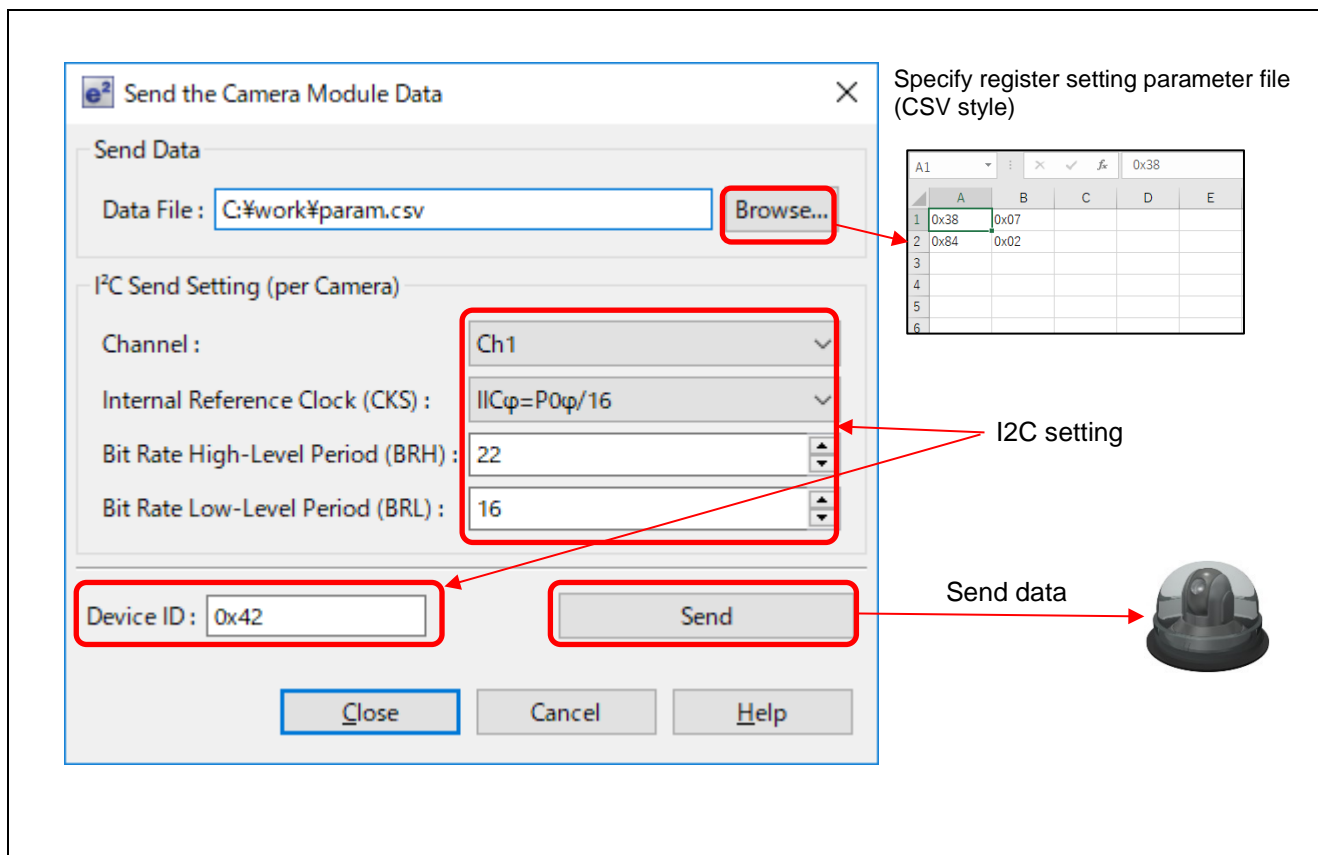 e² Send the Camera Module Data
Specify register setting parameter file
(CSV style)
Send Data
Data File : C:¥work¥param.csv Browse...
A1 fx 0x38
A B C D E
1 0x38 0x07
2 0x84 0x02
3
4
5
6
I²C Send Setting (per Camera)
Channel : Ch1
Internal Reference Clock (CKS) : IICφ=P0φ/16
Bit Rate High-Level Period (BRH) : 22
Bit Rate Low-Level Period (BRL) : 16
I2C setting
Device ID : 0x42 Send
Send data
Close Cancel Help